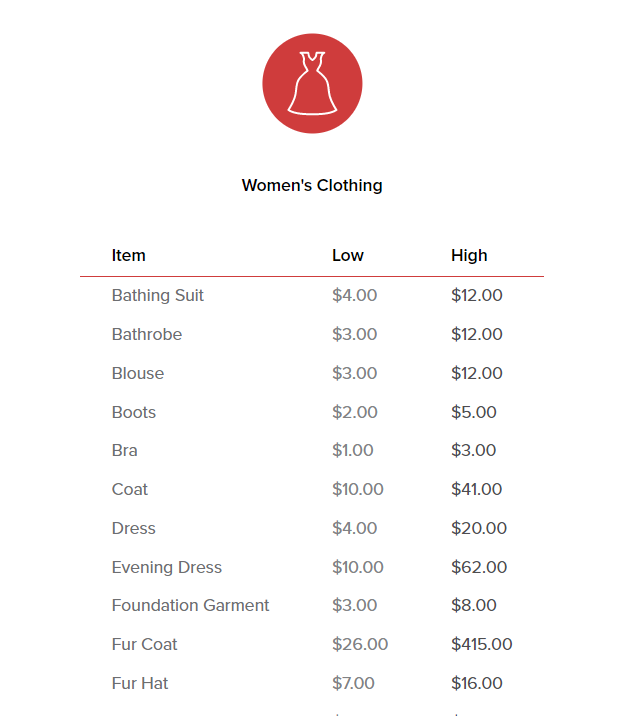 Women's Clothing
Item Low High
Bathing Suit $4.00 $12.00
Bathrobe $3.00 $12.00
Blouse $3.00 $12.00
Boots $2.00 $5.00
Bra $1.00 $3.00
Coat $10.00 $41.00
Dress $4.00 $20.00
Evening Dress $10.00 $62.00
Foundation Garment $3.00 $8.00
Fur Coat $26.00 $415.00
Fur Hat $7.00 $16.00